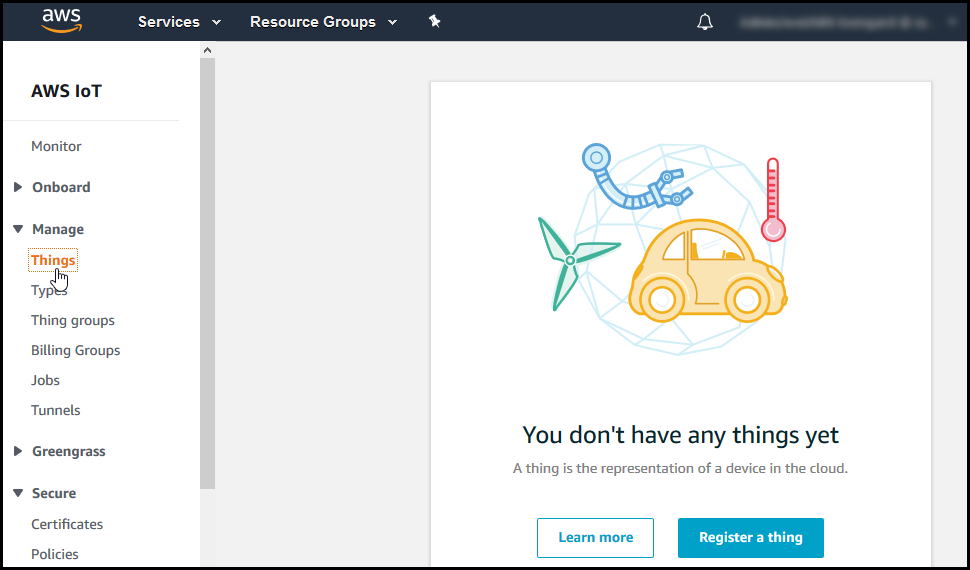 aws
Services
Resource Groups
AWS IoT
Monitor
Onboard
Manage
Things
Types
Thing groups
Billing Groups
Jobs
Tunnels
Greengrass
Secure
Certificates
Policies
You don't have any things yet
A thing is the representation of a device in the cloud.
Learn more
Register a thing